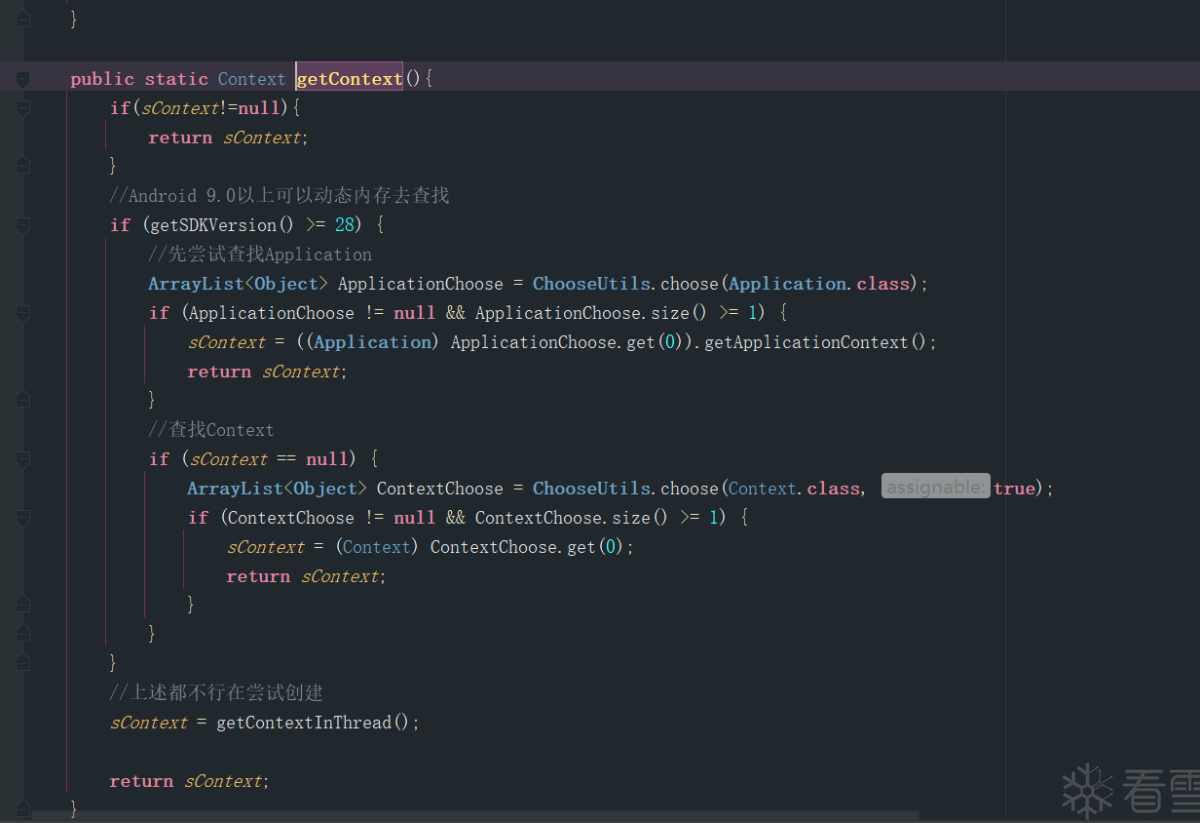 }
public static Context getContext(){
if(sContext!=null){
return sContext;
}
//Android 9.0以上可以动态内存去查找
if (getSDKVersion() >= 28) {
//先尝试查找Application
ArrayList<Object> ApplicationChoose = ChooseUtils.choose(Application.class);
if (ApplicationChoose != null && ApplicationChoose.size() >= 1) {
sContext = ((Application) ApplicationChoose.get(0)).getApplicationContext();
return sContext;
}
//查找Context
if (sContext == null) {
ArrayList<Object> ContextChoose = ChooseUtils.choose(Context.class, assignable: true);
if (ContextChoose != null && ContextChoose.size() >= 1) {
sContext = (Context) ContextChoose.get(0);
return sContext;
}
}
}
//上述都不行在尝试创建
sContext = getContextInThread();
return sContext;
}
看雪